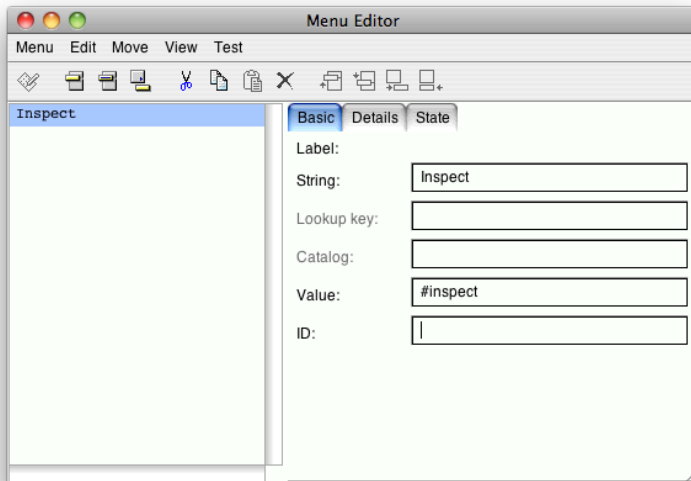 Menu Editor
Menu Edit Move View Test
Inspect
Basic Details State
Label:
String: Inspect
Lookup key:
Catalog:
Value: #inspect
ID: